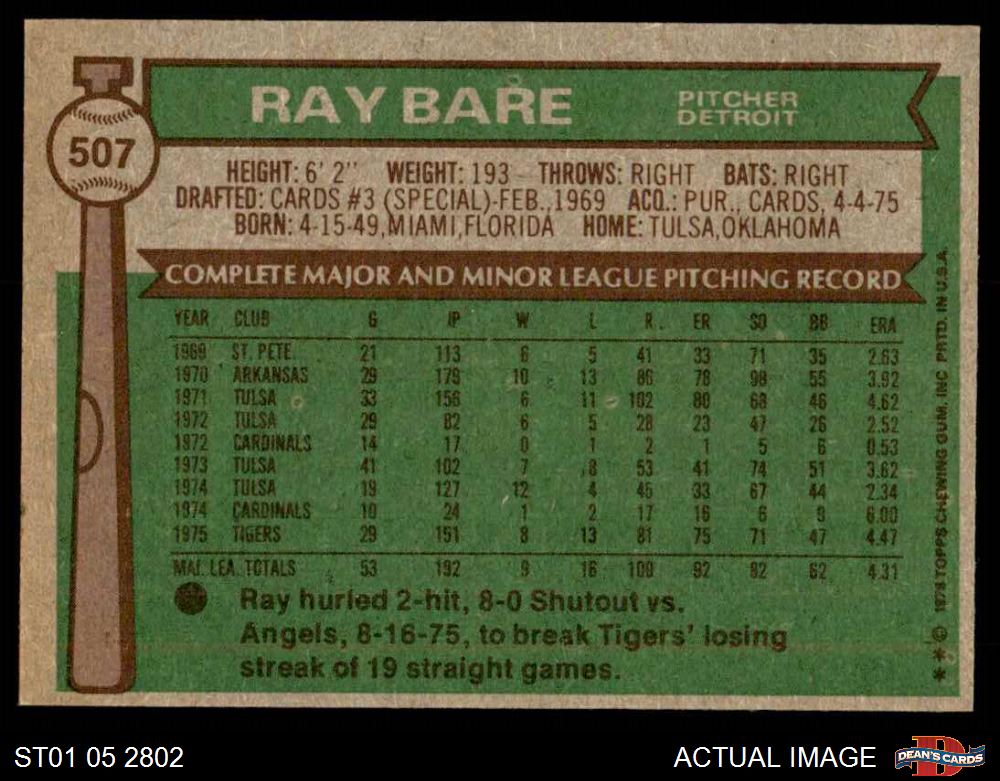 RAY BARE
PITCHER
DETROIT
507
HEIGHT: 6' 2" WEIGHT: 193 THROWS: RIGHT BATS: RIGHT
DRAFTED: CARDS #3 (SPECIAL)-FEB.,1969 ACQ.: PUR., CARDS, 4-4-75
BORN: 4-15-49,MIAMI,FLORIDA HOME: TULSA,OKLAHOMA
COMPLETE MAJOR AND MINOR LEAGUE PITCHING RECORD
YEAR CLUB G IP W L R ER SO BB ERA
1969 ST. PETE. 21 113 6 5 41 33 71 35 2.63
1970 ARKANSAS 29 179 10 13 86 78 98 55 3.92
1971 TULSA 33 156 6 11 102 80 68 46 4.62
1972 TULSA 29 82 6 5 28 23 47 26 2.52
1972 CARDINALS 14 17 0 1 2 1 5 6 0.53
1973 TULSA 41 102 7 8 53 41 74 51 3.62
1974 TULSA 19 127 12 4 45 33 67 44 2.34
1974 CARDINALS 10 24 1 2 17 16 6 9 6.00
1975 TIGERS 29 151 8 13 81 75 71 47 4.47
MAJ. LEA. TOTALS 53 192 9 16 100 92 82 62 4.31
Ray hurled 2-hit, 8-0 Shutout vs.
Angels, 8-16-75, to break Tigers' losing
streak of 19 straight games.
**© 1976 TOPPS CHEWING GUM, INC. PRTD. IN U.S.A.
ST01 05 2802
ACTUAL IMAGE
D
DEAN'S CARDS